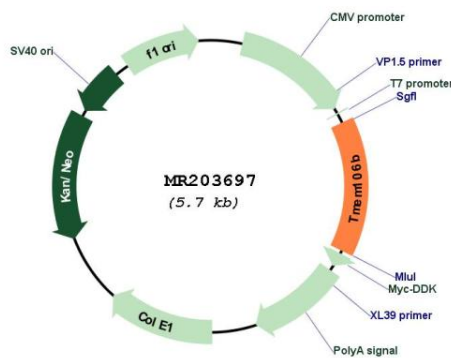 CMV promoter
VP1.5 primer
T7 promoter
SgfI
Tmem106b
MluI
Myc-DDK
XL39 primer
PolyA signal
Col E1
Kan/Neo
SV40 ori
f1 ori
MR203697
(5.7 kb)